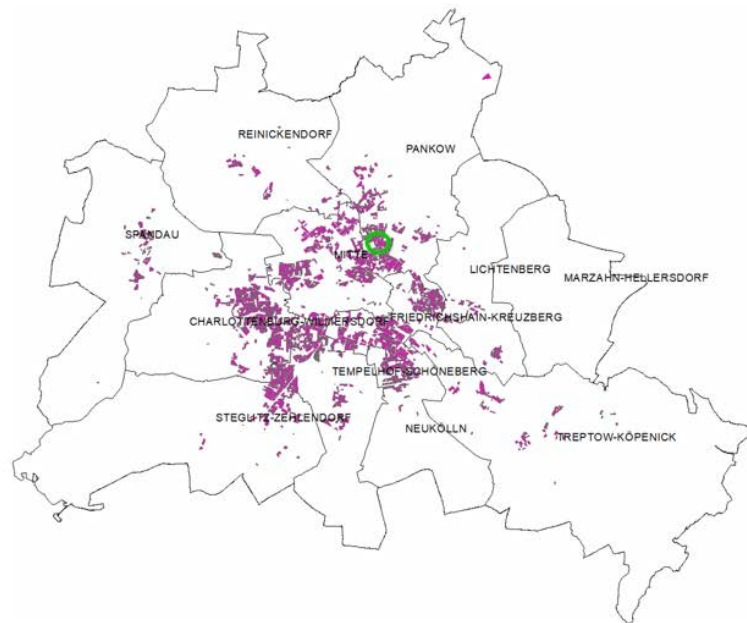 REINICKENDORF
PANKOW
SPANDAU
MITTE
LICHTENBERG
MARZAHN-HELLERSDORF
CHARLOTTENBURG-WILMERSDORF
FRIEDRICHSHAIN-KREUZBERG
TEMPELHOF-SCHÖNEBERG
STEGLITZ-ZEHLENDORF
NEUKÖLLN
TREPTOW-KÖPENICK